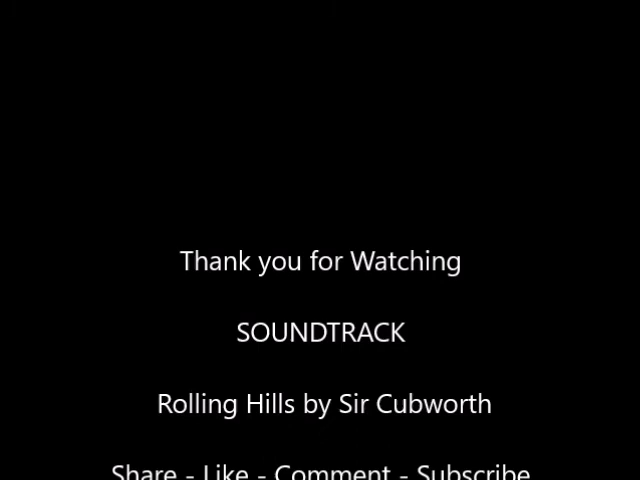 Thank you for Watching
SOUNDTRACK
Rolling Hills by Sir Cubworth
Share - Like - Comment - Subscribe